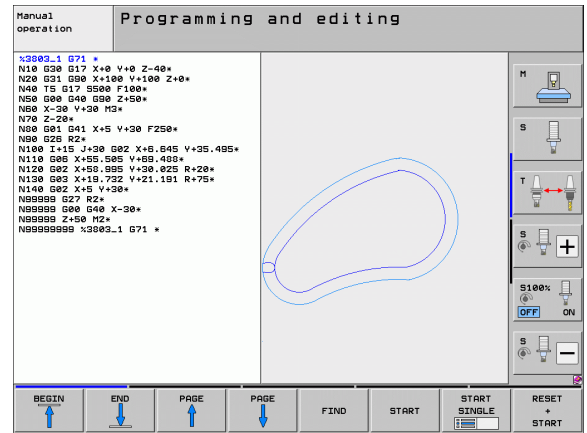 Manual
operation
Programming and editing
%3803_1 G71 *
N10 G30 G17 X+0 Y+0 Z-40*
N20 G31 G90 X+100 Y+100 Z+0*
N40 T5 G17 S500 F100*
N50 G00 G40 G90 Z+50*
N60 X-30 Y+30 M3*
N70 Z-20*
N80 G01 G41 X+5 Y+30 F250*
N90 G26 R2*
N100 I+15 J+30 G02 X+6.645 Y+35.495*
N110 G06 X+55.505 Y+69.488*
N120 G02 X+58.995 Y+30.025 R+20*
N130 G03 X+19.732 Y+21.191 R+75*
N140 G02 X+5 Y+30*
N99999 G27 R2*
N99999 G00 G40 X-30*
N99999 Z+50 M2*
N99999999 %3803_1 G71 *
M
S
T
S
+
S100%
OFF ON
S
-
BEGIN
END
PAGE
PAGE
FIND
START
START
SINGLE
RESET
+
START